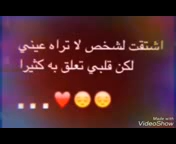 اشتقت لشخص لا تراه عيني
لكن قلبي تعلق به كثيرا
. . . ❤️😔😔
Made with
VideoShow